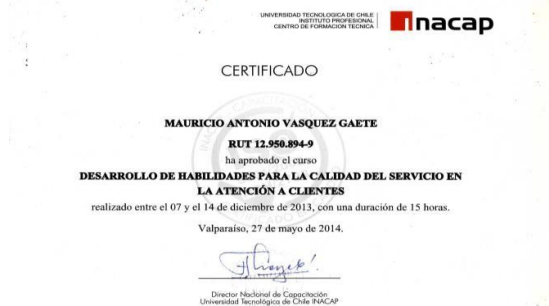 UNIVERSIDAD TECNOLOGICA DE CHILE
INSTITUTO PROFESIONAL
CENTRO DE FORMACION TECNICA
Inacap
CERTIFICADO
MAURICIO ANTONIO VASQUEZ GAETE
RUT 12.950.894-9
ha aprobado el curso
DESARROLLO DE HABILIDADES PARA LA CALIDAD DEL SERVICIO EN
LA ATENCIÓN A CLIENTES
realizado entre el 07 y el 14 de diciembre de 2013, con una duración de 15 horas.
Valparaíso, 27 de mayo de 2014.
Director Nacional de Capacitación
Universidad Tecnológica de Chile INACAP